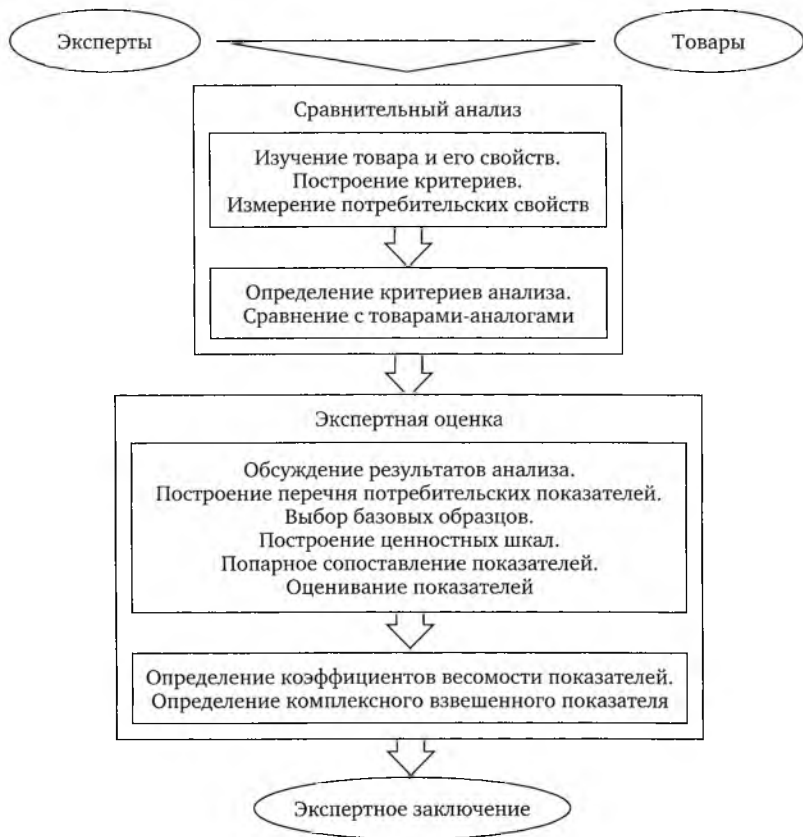 Эксперты
Товары
Сравнительный анализ
Изучение товара и его свойств.
Построение критериев.
Измерение потребительских свойств
Определение критериев анализа.
Сравнение с товарами-аналогами
Экспертная оценка
Обсуждение результатов анализа.
Построение перечня потребительских показателей.
Выбор базовых образцов.
Построение ценностных шкал.
Попарное сопоставление показателей.
Оценивание показателей
Определение коэффициентов весомости показателей.
Определение комплексного взвешенного показателя
Экспертное заключение